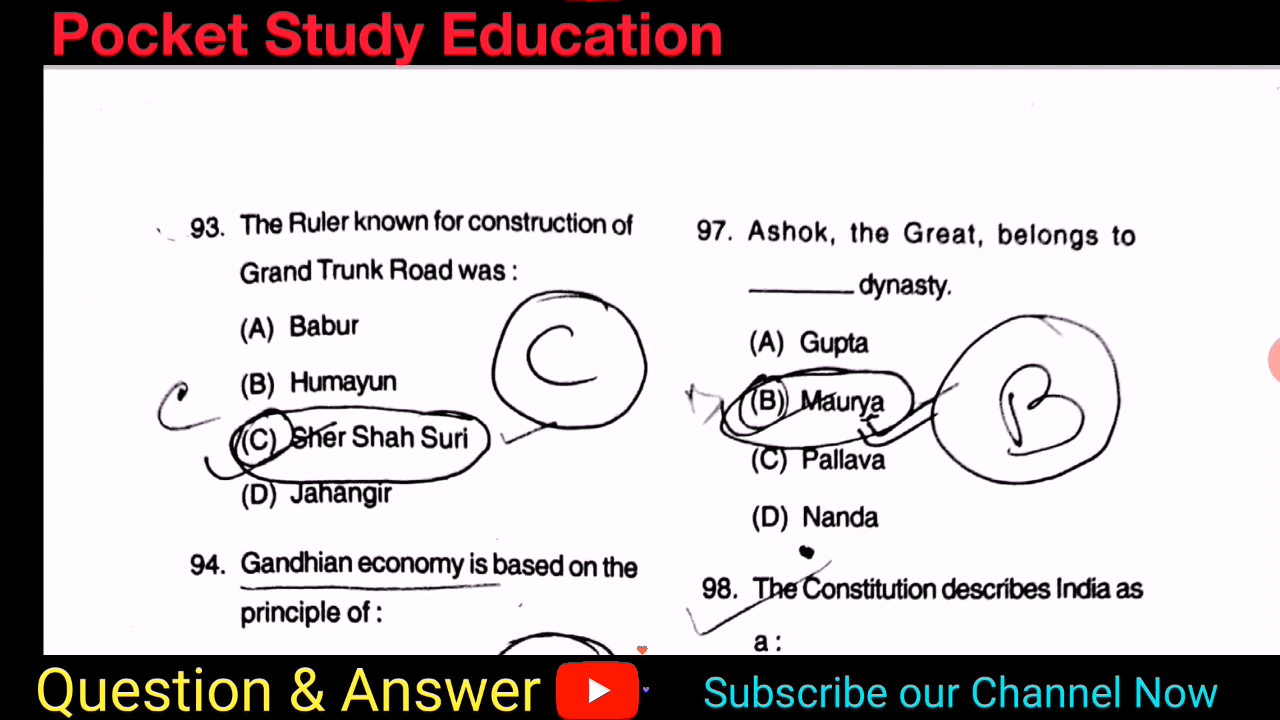 Pocket Study Education
93. The Ruler known for construction of
Grand Trunk Road was :
(A) Babur
(B) Humayun
C
(C) Sher Shah Suri
(D) Jahangir
C
94. Gandhian economy is based on the
principle of :
97. Ashok, the Great, belongs to
________ dynasty.
(A) Gupta
(B) Maurya
(C) Pallava
(D) Nanda
B
98. The Constitution describes India as
a :
Question & Answer
Subscribe our Channel Now